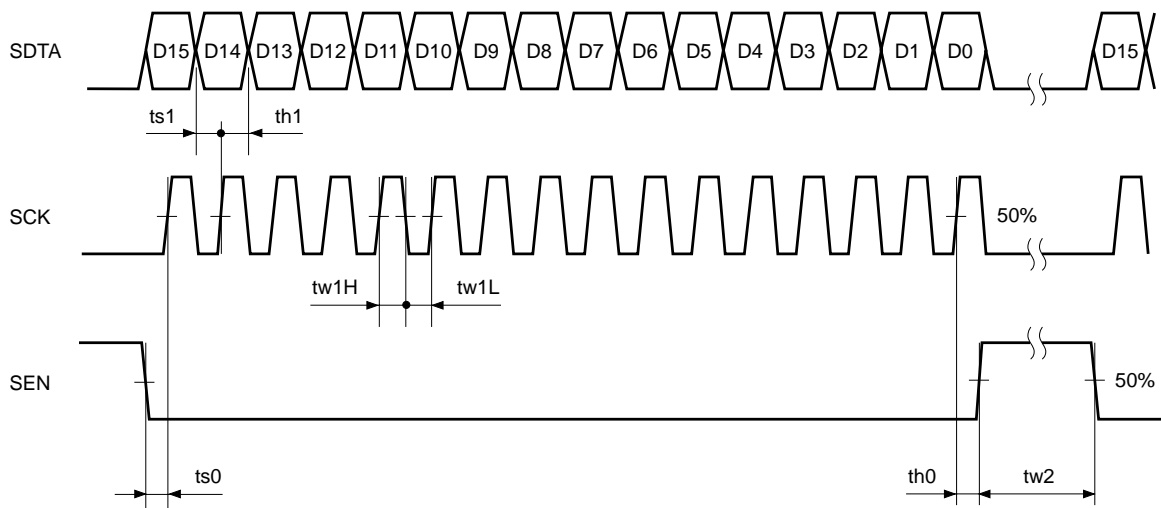 SDTA D15 D14 D13 D12 D11 D10 D9 D8 D7 D6 D5 D4 D3 D2 D1 D0 D15
ts1 th1
SCK 50%
tw1H tw1L
SEN 50%
ts0 th0 tw2